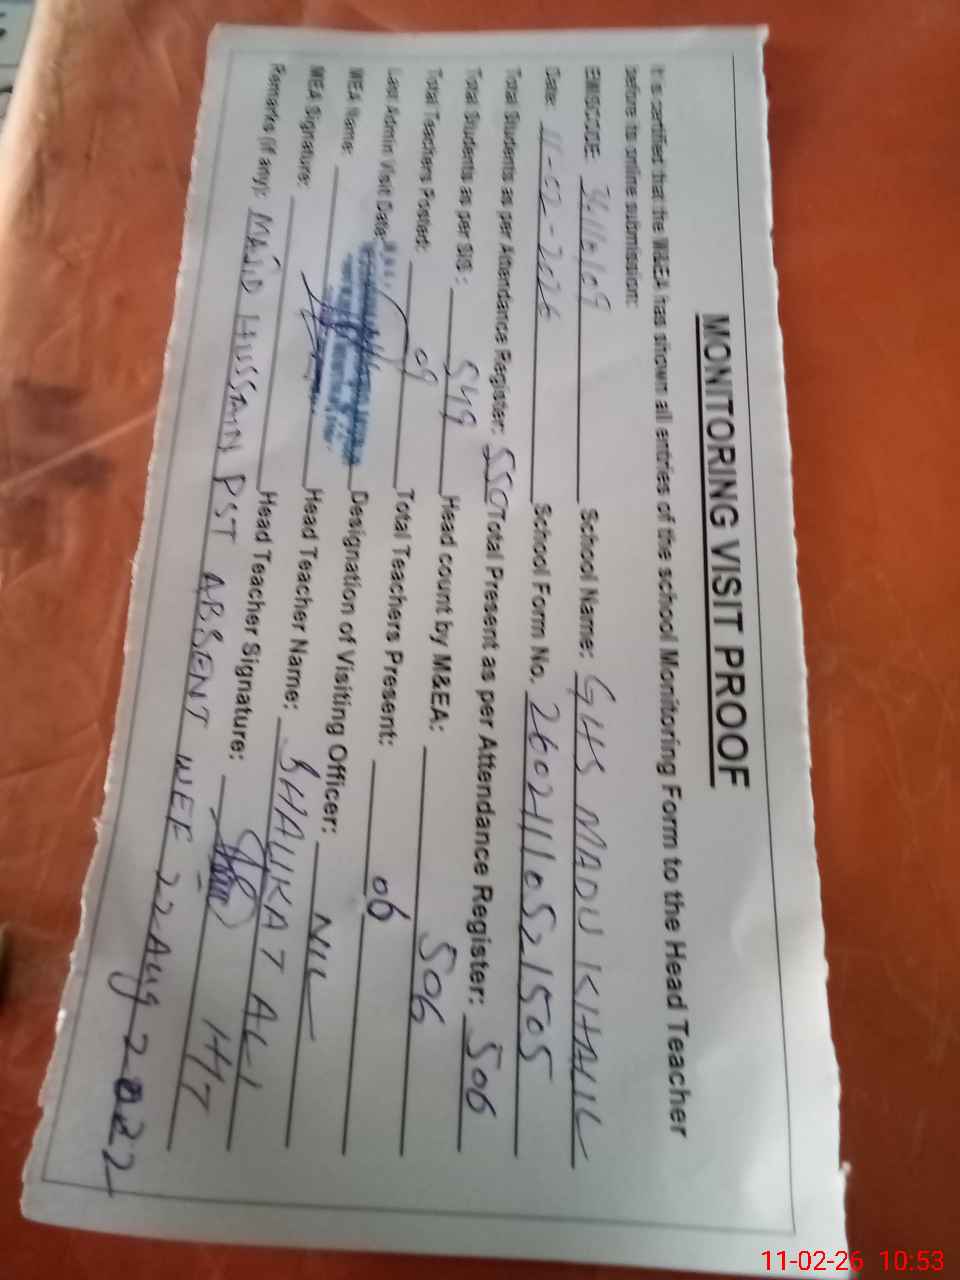 MONITORING VISIT PROOF
It is certified that the M&EA has shown all entries of the school Monitoring Form to the Head Teacher
before its online submission:
EMISCODE: School Name: GHS MADU KHAIL
Date: 11-02-2026 School Form No. 2602110521505
Total Students as per Attendance Register: 550 Total Present as per Attendance Register: 506
Total Students as per SIS: 549 Head count by M&EA: 506
Total Teachers Posted: 09 Total Teachers Present: 06
Last Admin Visit Date: Designation of Visiting Officer: NIL
MEA Name: Head Teacher Name: SHAUKAT ALI
MEA Signature: Head Teacher Signature: HT
Remarks (if any): MAJID HUSSAIN PST ABSENT WEF 22 Aug 2022
11-02-26 10:53